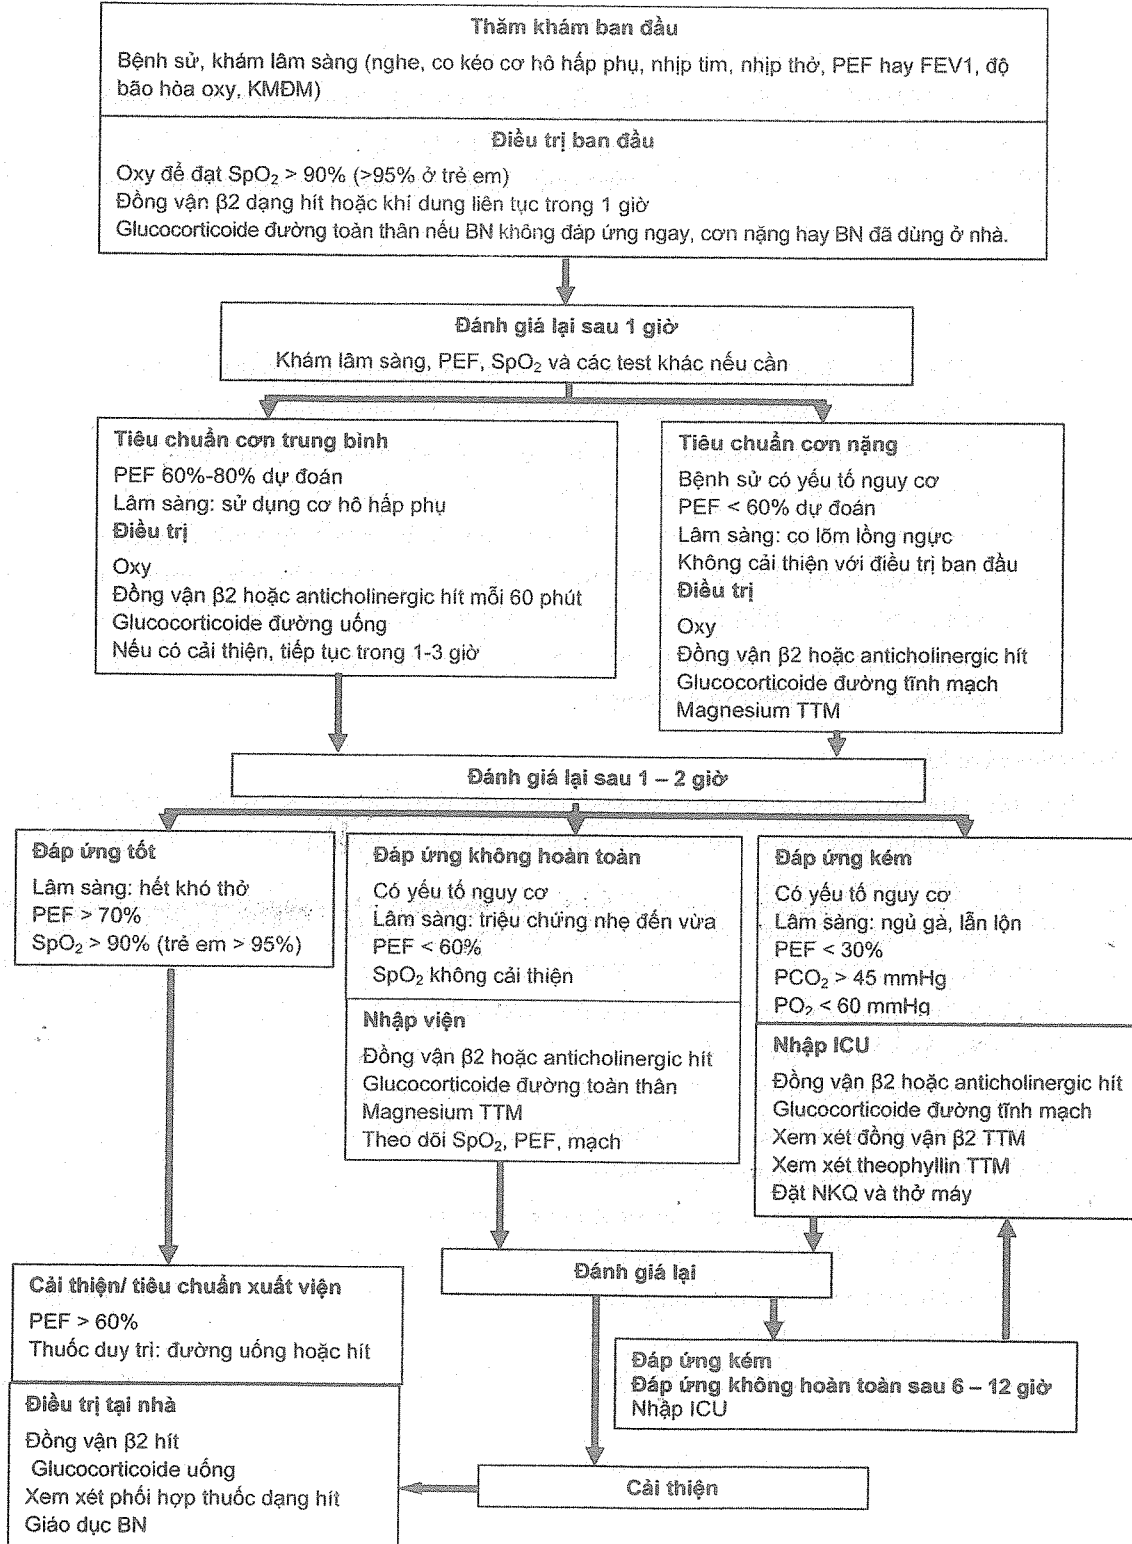 Thăm khám ban đầu
Bệnh sử, khám lâm sàng (nghe, co kéo cơ hô hấp phụ, nhịp tim, nhịp thở, PEF hay FEV1, độ
bão hòa oxy, KMĐM)
Điều trị ban đầu
Oxy để đạt SpO₂ > 90% (>95% ở trẻ em)
Đồng vận β2 dạng hít hoặc khí dung liên tục trong 1 giờ
Glucocorticoide đường toàn thân nếu BN không đáp ứng ngay, cơn nặng hay BN đã dùng ở nhà.
Đánh giá lại sau 1 giờ
Khám lâm sàng, PEF, SpO₂ và các test khác nếu cần
Tiêu chuẩn cơn trung bình
PEF 60%-80% dự đoán
Lâm sàng: sử dụng cơ hô hấp phụ
Điều trị
Oxy
Đồng vận β2 hoặc anticholinergic hít mỗi 60 phút
Glucocorticoide đường uống
Nếu có cải thiện, tiếp tục trong 1-3 giờ
Tiêu chuẩn cơn nặng
Bệnh sử có yếu tố nguy cơ
PEF < 60% dự đoán
Lâm sàng: co lõm lồng ngực
Không cải thiện với điều trị ban đầu
Điều trị
Oxy
Đồng vận β2 hoặc anticholinergic hít
Glucocorticoide đường tĩnh mạch
Magnesium TTM
Đánh giá lại sau 1 – 2 giờ
Đáp ứng tốt
Lâm sàng: hết khó thở
PEF > 70%
SpO₂ > 90% (trẻ em > 95%)
Đáp ứng không hoàn toàn
Có yếu tố nguy cơ
Lâm sàng: triệu chứng nhẹ đến vừa
PEF < 60%
SpO₂ không cải thiện
Nhập viện
Đồng vận β2 hoặc anticholinergic hít
Glucocorticoide đường toàn thân
Magnesium TTM
Theo dõi SpO₂, PEF, mạch
Đáp ứng kém
Có yếu tố nguy cơ
Lâm sàng: ngủ gà, lẫn lộn
PEF < 30%
PCO₂ > 45 mmHg
PO₂ < 60 mmHg
Nhập ICU
Đồng vận β2 hoặc anticholinergic hít
Glucocorticoide đường tĩnh mạch
Xem xét đồng vận β2 TTM
Xem xét theophyllin TTM
Đặt NKQ và thở máy
Đánh giá lại
Cải thiện/ tiêu chuẩn xuất viện
PEF > 60%
Thuốc duy trì: đường uống hoặc hít
Đáp ứng kém
Đáp ứng không hoàn toàn sau 6 – 12 giờ
Nhập ICU
Điều trị tại nhà
Đồng vận β2 hít
Glucocorticoide uống
Xem xét phối hợp thuốc dạng hít
Giáo dục BN
Cải thiện